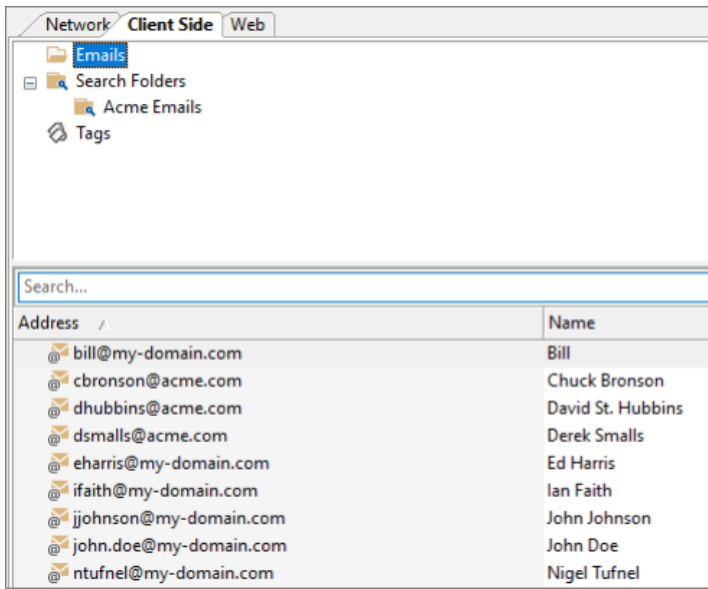 Network Client Side Web
Emails
Search Folders
Acme Emails
Tags
Search...
Address Name
bill@my-domain.com Bill
cbronson@acme.com Chuck Bronson
dhubbins@acme.com David St. Hubbins
dsmalls@acme.com Derek Smalls
eharris@my-domain.com Ed Harris
ifaith@my-domain.com Ian Faith
jjohnson@my-domain.com John Johnson
john.doe@my-domain.com John Doe
ntufnel@my-domain.com Nigel Tufnel